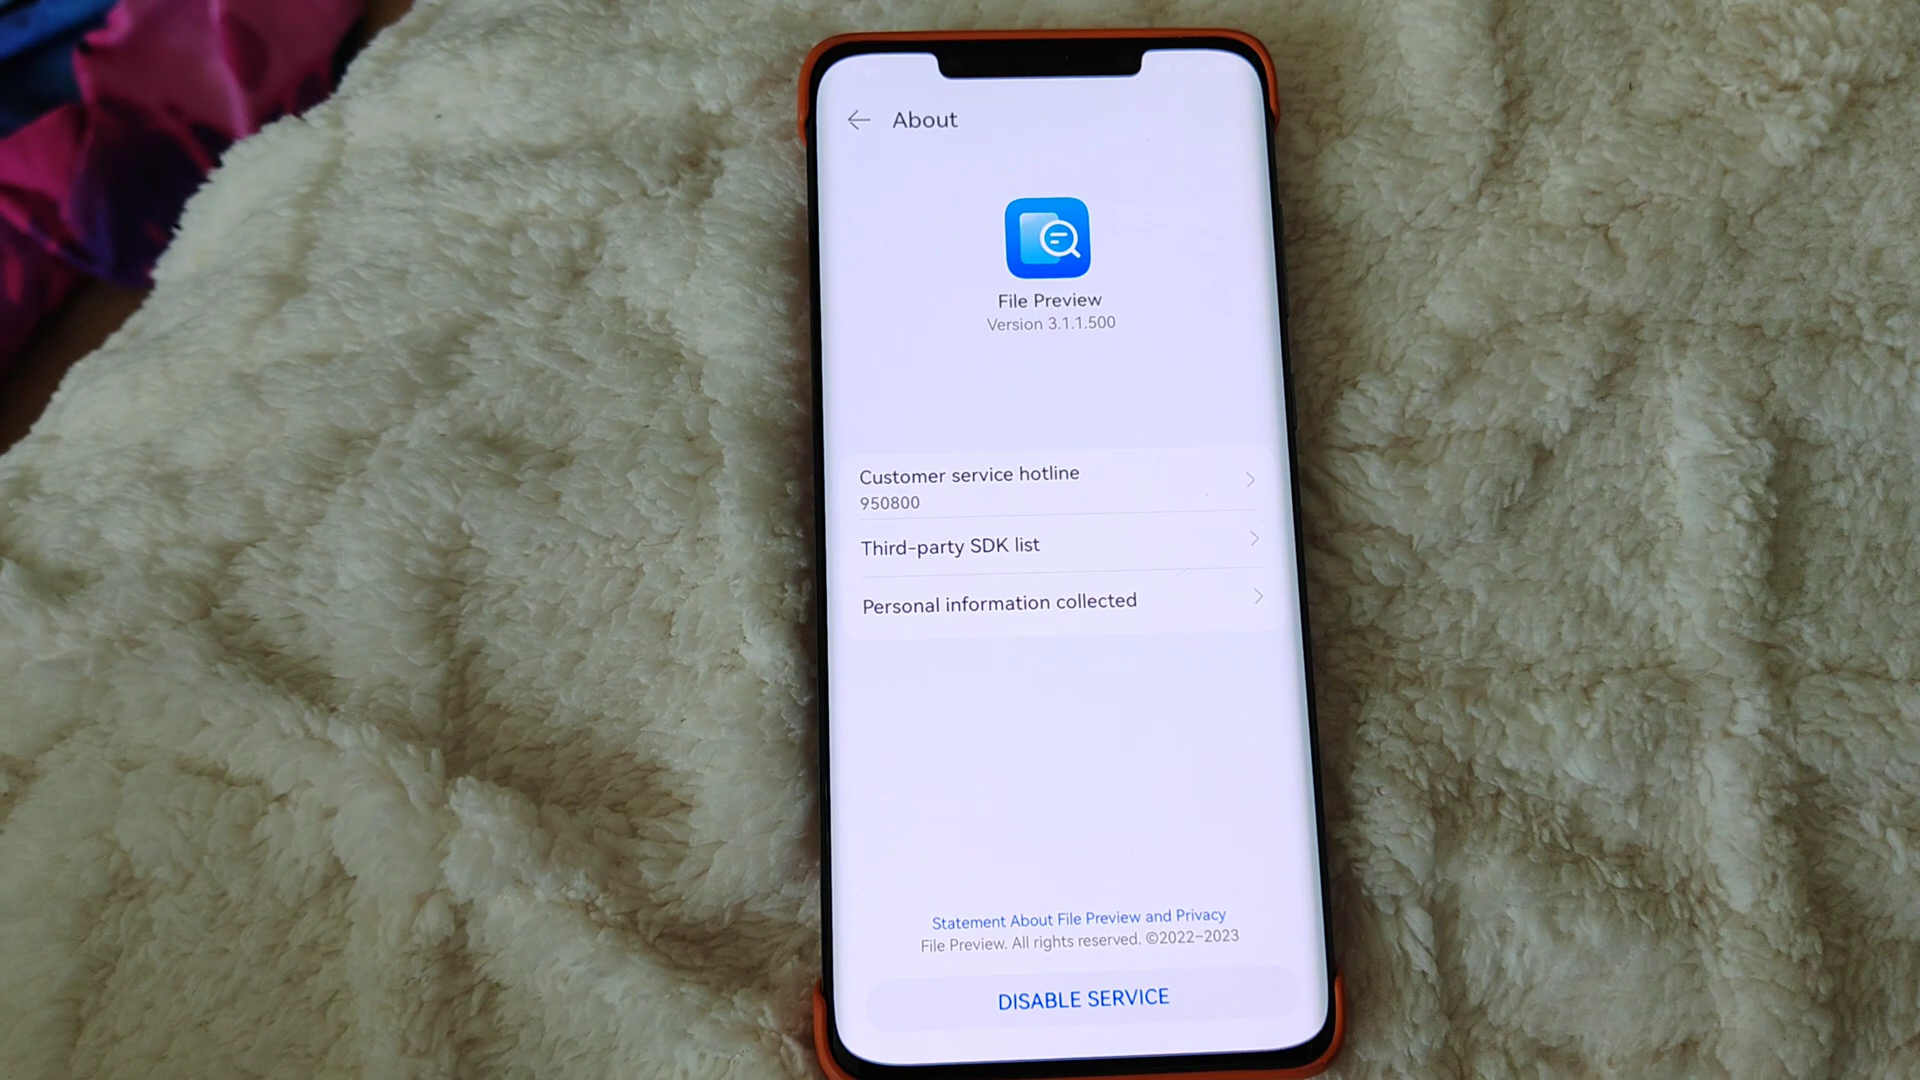 About
File Preview
Version 3.1.1.500
Customer service hotline
950800
Third-party SDK list
Personal information collected
Statement About File Preview and Privacy
File Preview. All rights reserved. ©2022–2023
DISABLE SERVICE